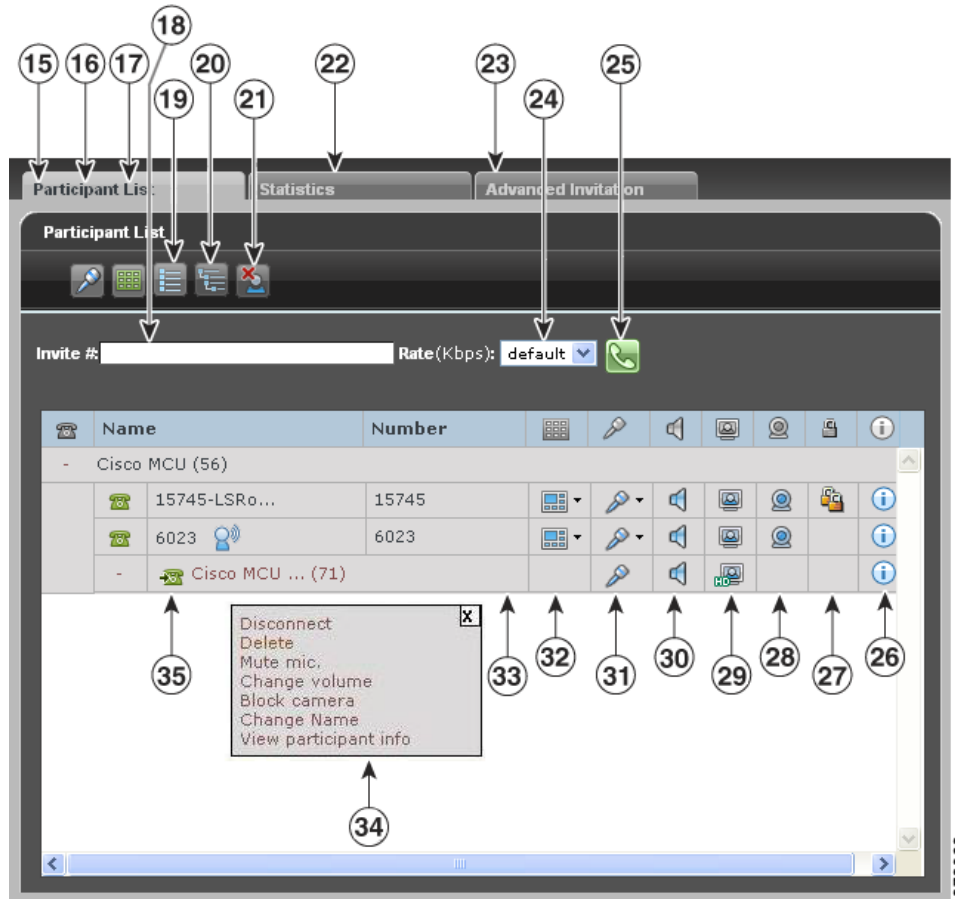 18
15 16 17 20 22 23 25
19 21 24
Participant List Statistics Advanced Invitation
Participant List
Invite #: Rate(Kbps): default
Name Number
- Cisco MCU (56)
15745-LSRo... 15745
6023 6023
- Cisco MCU ... (71)
HD
Disconnect X
Delete
Mute mic.
Change volume
Block camera
Change Name
View participant info
35 33 32 31 30 29 28 27 26
34